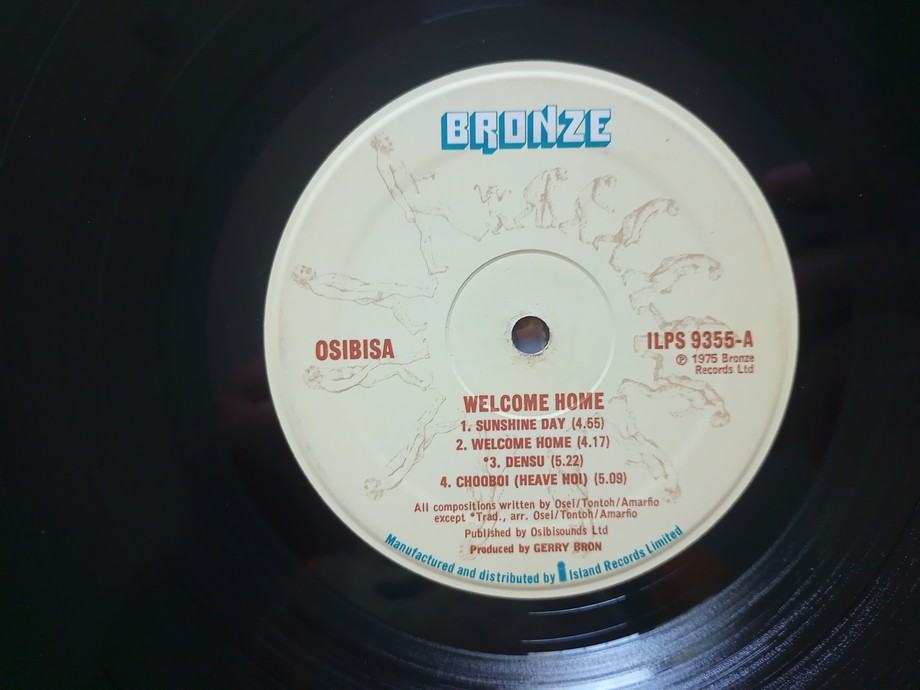 BRONZE
OSIBISA
ILPS 9355-A
℗ 1975 Bronze
Records Ltd
WELCOME HOME
1. SUNSHINE DAY (4.55)
2. WELCOME HOME (4.17)
*3. DENSU (5.22)
4. CHOOBOI (HEAVE HO!) (5.09)
All compositions written by Osei/Tontoh/Amarfio
except *Trad., arr. Osei/Tontoh/Amarfio
Published by Osibisounds Ltd
Produced by GERRY BRON
Manufactured and distributed by Island Records Limited